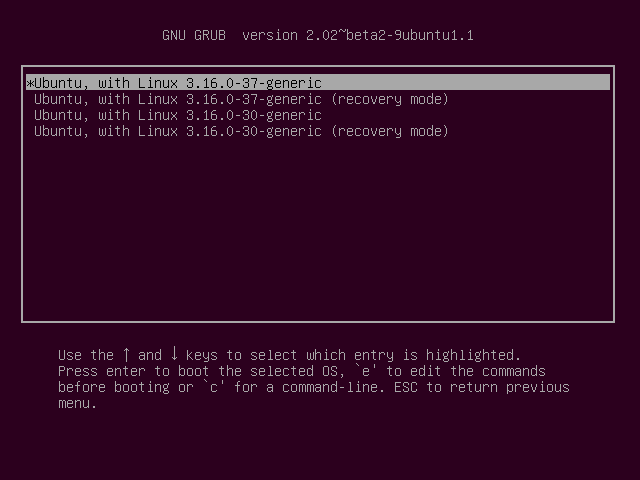 GNU GRUB  version 2.02~beta2-9ubuntu1.1
*Ubuntu, with Linux 3.16.0-37-generic
Ubuntu, with Linux 3.16.0-37-generic (recovery mode)
Ubuntu, with Linux 3.16.0-30-generic
Ubuntu, with Linux 3.16.0-30-generic (recovery mode)
Use the ↑ and ↓ keys to select which entry is highlighted.
Press enter to boot the selected OS, `e' to edit the commands
before booting or `c' for a command-line. ESC to return previous
menu.